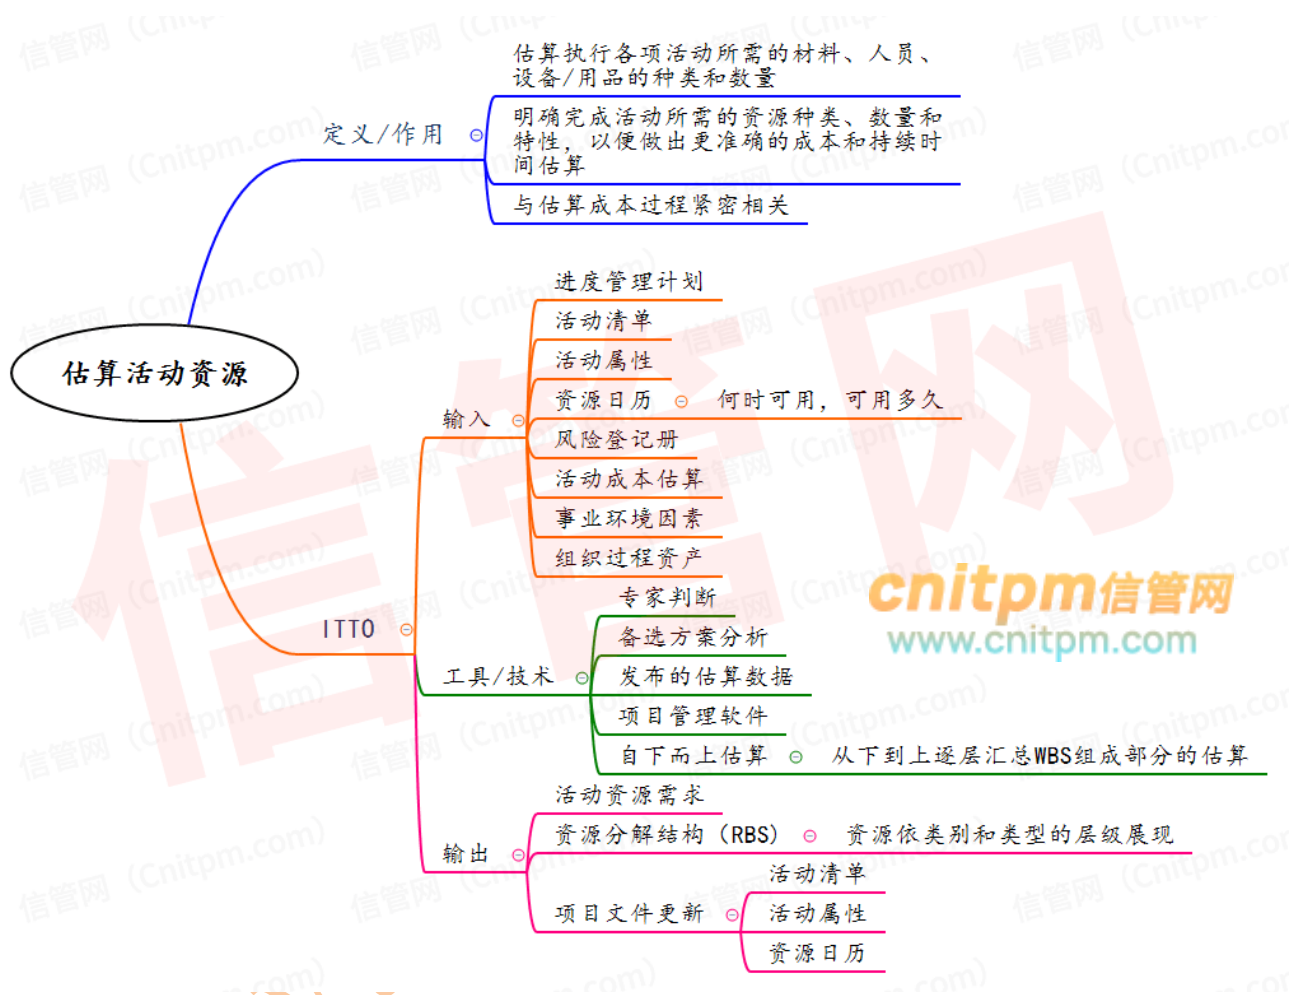 估算执行各项活动所需的材料、人员、
设备/用品的种类和数量
定义/作用
明确完成活动所需的资源种类、数量和
特性，以便做出更准确的成本和持续时
间估算
与估算成本过程紧密相关
估算活动资源
ITTO
输入
进度管理计划
活动清单
活动属性
资源日历 何时可用，可用多久
风险登记册
活动成本估算
事业环境因素
组织过程资产
工具/技术
专家判断
备选方案分析
发布的估算数据
项目管理软件
自下而上估算 从下到上逐层汇总WBS组成部分的估算
输出
活动资源需求
资源分解结构（RBS） 资源依类别和类型的层级展现
项目文件更新
活动清单
活动属性
资源日历
信管网
cnitpm信管网
www.cnitpm.com
信管网（Cnitpm.com）